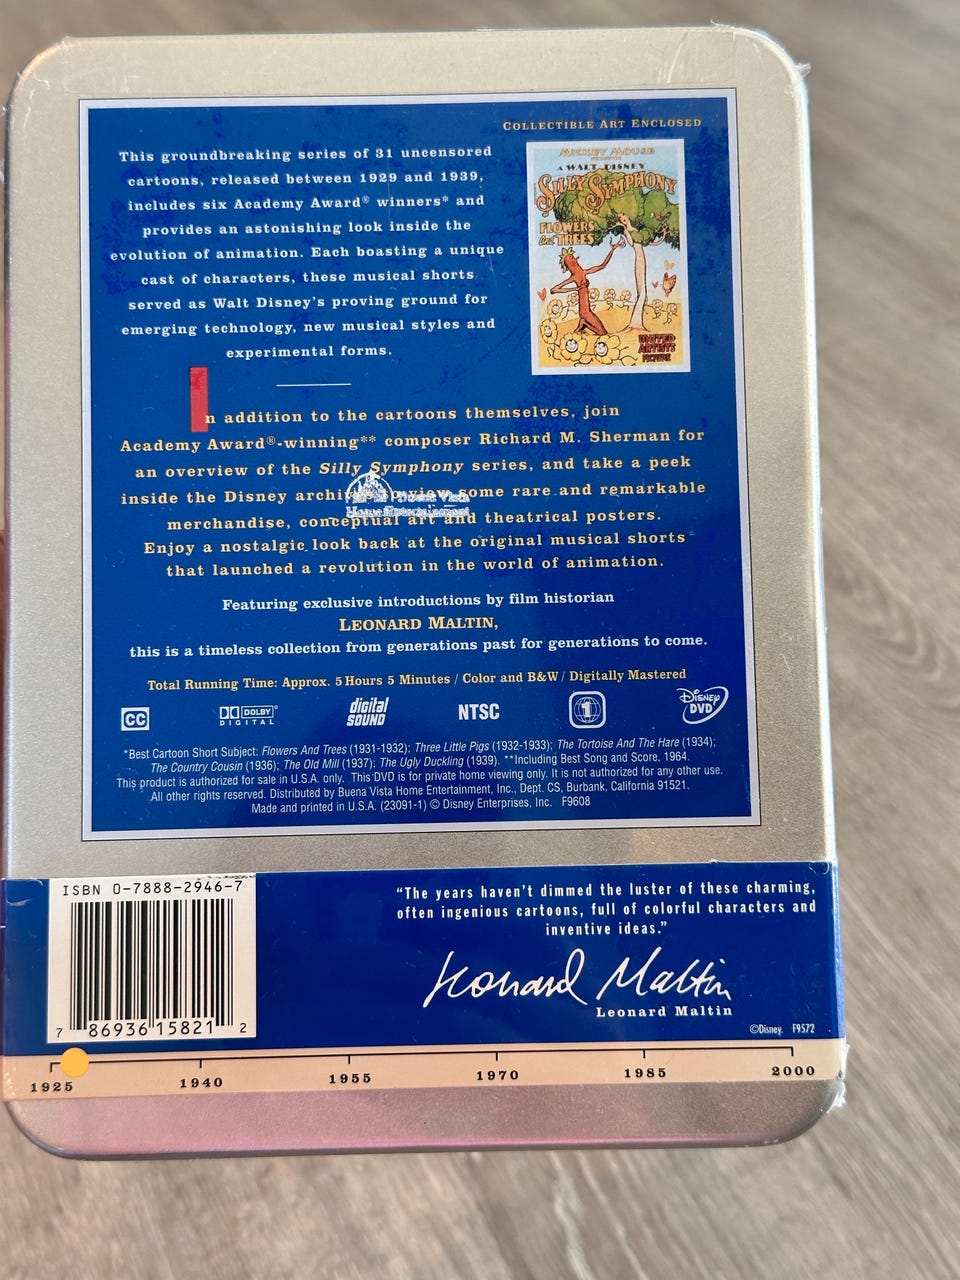 COLLECTIBLE ART ENCLOSED
This groundbreaking series of 31 uncensored
cartoons, released between 1929 and 1939,
includes six Academy Award® winners* and
provides an astonishing look inside the
evolution of animation. Each boasting a unique
cast of characters, these musical shorts
served as Walt Disney's proving ground for
emerging technology, new musical styles and
experimental forms.
MICKEY MOUSE
PRESENTS
A WALT DISNEY
SILLY SYMPHONY
FLOWERS
and TREES
UNITED
ARTISTS
PICTURE
In addition to the cartoons themselves, join
Academy Award®-winning** composer Richard M. Sherman for
an overview of the Silly Symphony series, and take a peek
inside the Disney archives to view some rare and remarkable
merchandise, conceptual art and theatrical posters.
Enjoy a nostalgic look back at the original musical shorts
that launched a revolution in the world of animation.
Buena Vista
Home Entertainment
Featuring exclusive introductions by film historian
LEONARD MALTIN,
this is a timeless collection from generations past for generations to come.
Total Running Time: Approx. 5 Hours 5 Minutes / Color and B&W / Digitally Mastered
CC
DOLBY
DIGITAL
digital
SOUND
NTSC
1
DISNEY
DVD
*Best Cartoon Short Subject: Flowers And Trees (1931-1932); Three Little Pigs (1932-1933); The Tortoise And The Hare (1934);
The Country Cousin (1936); The Old Mill (1937); The Ugly Duckling (1939). **Including Best Song and Score, 1964.
This product is authorized for sale in U.S.A. only. This DVD is for private home viewing only. It is not authorized for any other use.
All other rights reserved. Distributed by Buena Vista Home Entertainment, Inc., Dept. CS, Burbank, California 91521.
Made and printed in U.S.A. (23091-1) © Disney Enterprises, Inc. F9608
ISBN 0-7888-2946-7
7 86936 15821 2
"The years haven't dimmed the luster of these charming,
often ingenious cartoons, full of colorful characters and
inventive ideas."
Leonard Maltin
Leonard Maltin
©Disney. F9572
1925 1940 1955 1970 1985 2000